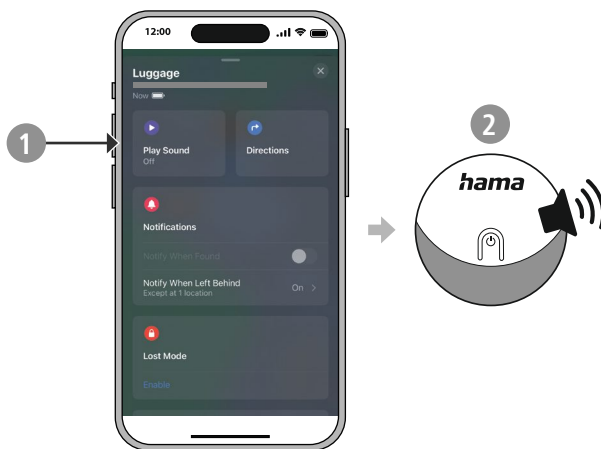 12:00
Luggage
Now
Play Sound
Off
Directions
Notifications
Notify When Found
Notify When Left Behind
Except at 1 location
On
Lost Mode
Enable
1
2
hama